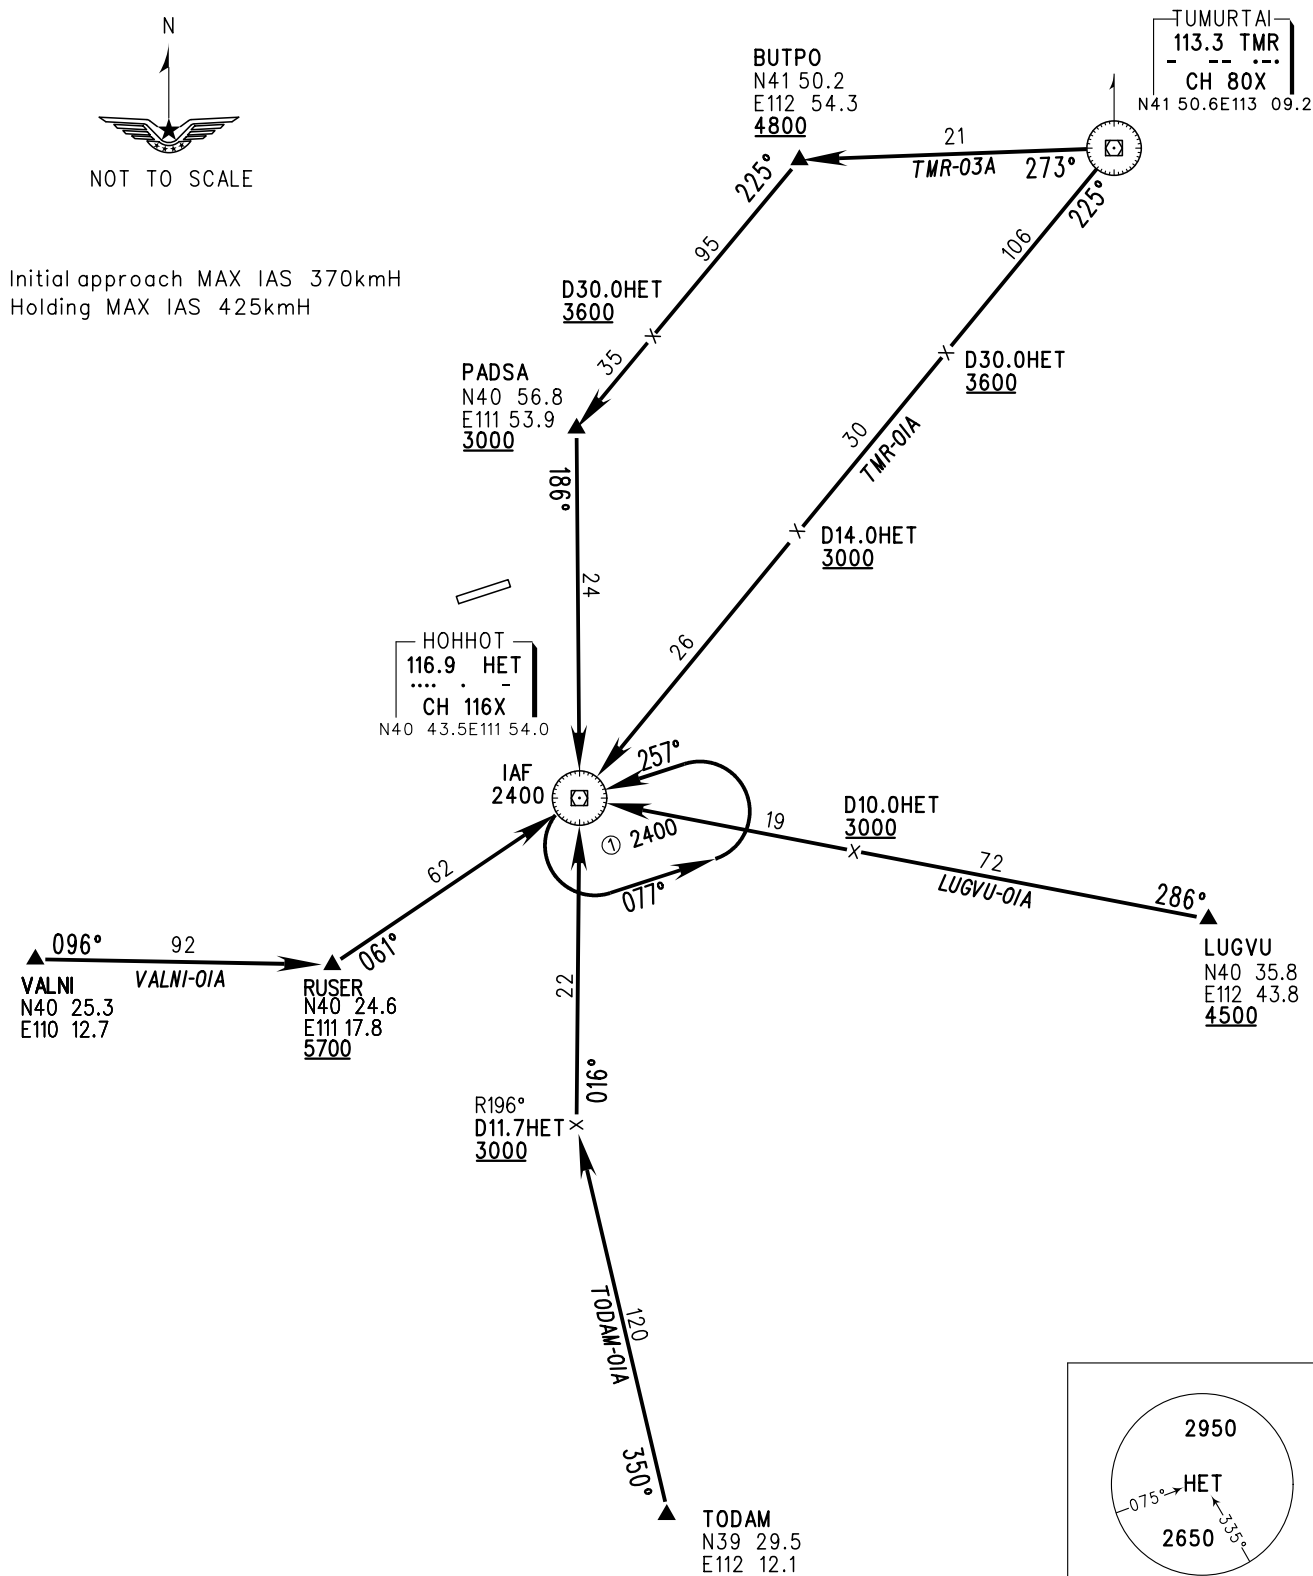 N
NOT TO SCALE
Initial approach MAX IAS 370kmH
Holding MAX IAS 425kmH
TUMURTAI
113.3 TMR
CH 80X
N41 50.6E113 09.2
BUTPO
N41 50.2
E112 54.3
4800
21
TMR-03A
273°
225°
225°
95
106
D30.0HET
3600
D30.0HET
3600
35
PADSA
N40 56.8
E111 53.9
3000
30
TMR-01A
186°
D14.0HET
3000
24
26
HOHHOT
116.9 HET
CH 116X
N40 43.5E111 54.0
IAF
2400
257°
① 2400
077°
D10.0HET
3000
19
72
LUGVU-01A
286°
LUGVU
N40 35.8
E112 43.8
4500
62
061°
096°
92
VALNI-01A
VALNI
N40 25.3
E110 12.7
RUSER
N40 24.6
E111 17.8
5700
22
016°
R196°
D11.7HET
3000
120
TODAM-01A
350°
TODAM
N39 29.5
E112 12.1
2950
HET
075°
335°
2650